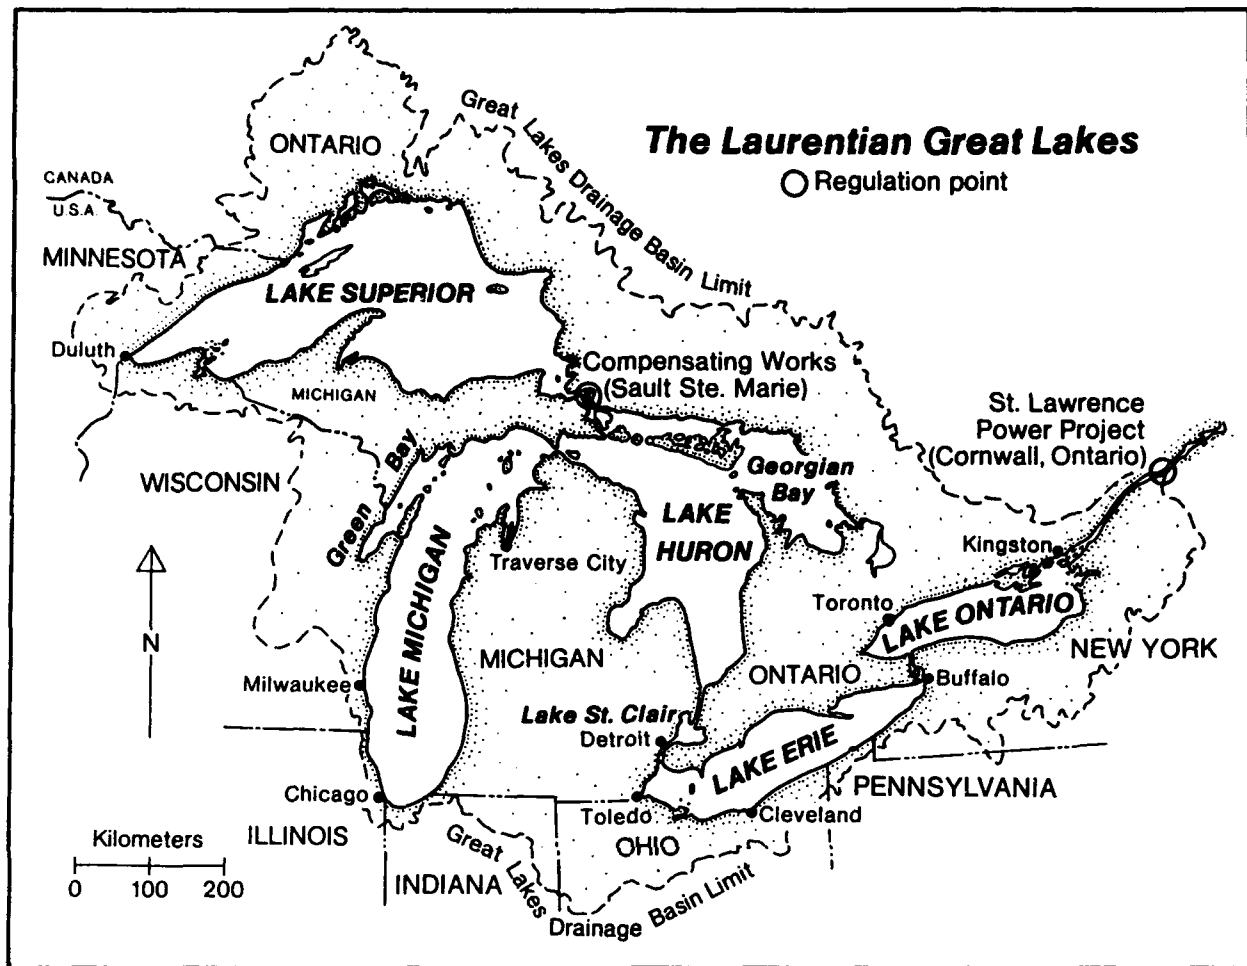 The Laurentian Great Lakes
Regulation point
Great Lakes Drainage Basin Limit
ONTARIO
CANADA
U.S.A.
MINNESOTA
LAKE SUPERIOR
Duluth
MICHIGAN
Compensating Works
(Sault Ste. Marie)
St. Lawrence
Power Project
(Cornwall, Ontario)
WISCONSIN
Green Bay
Georgian
Bay
LAKE
HURON
Traverse City
Kingston
LAKE MICHIGAN
Toronto
LAKE ONTARIO
N
MICHIGAN
ONTARIO
NEW YORK
Milwaukee
Buffalo
Lake St. Clair
Detroit
LAKE ERIE
PENNSYLVANIA
Chicago
Toledo
Cleveland
ILLINOIS
OHIO
INDIANA
Great Lakes Drainage Basin Limit
Kilometers
0 100 200